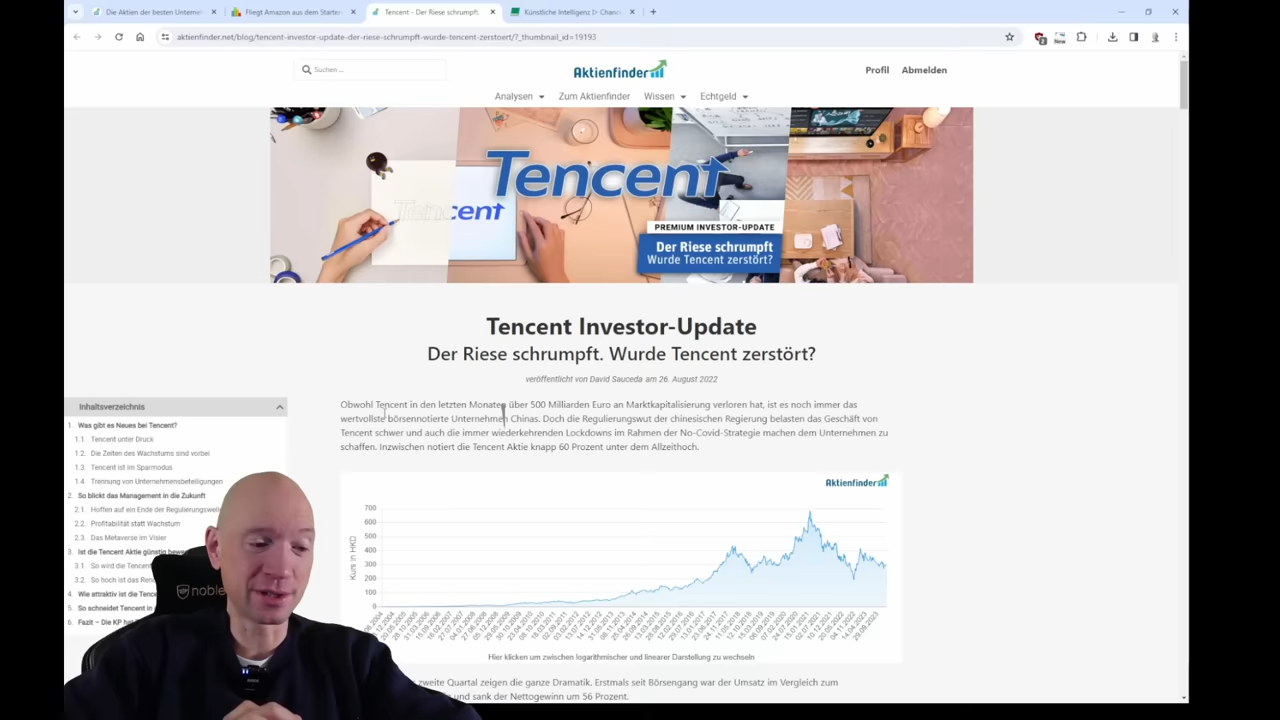 Die Aktien der besten Unterneh
Fliegt Amazon aus dem Starter
Tencent - Der Riese schrumpft.
Künstliche Intelligenz ▷ Chanc
aktienfinder.net/blog/tencent-investor-update-der-riese-schrumpft-wurde-tencent-zerstoert/?_thumbnail_id=19193
New
Suchen ...
Aktienfinder
Profil
Abmelden
Analysen
Zum Aktienfinder
Wissen
Echtgeld
Tencent
Tencent
PREMIUM INVESTOR-UPDATE
Der Riese schrumpft
Wurde Tencent zerstört?
Tencent Investor-Update
Der Riese schrumpft. Wurde Tencent zerstört?
veröffentlicht von David Sauceda am 26. August 2022
Obwohl Tencent in den letzten Monaten über 500 Milliarden Euro an Marktkapitalisierung verloren hat, ist es noch immer das
wertvollste börsennotierte Unternehmen Chinas. Doch die Regulierungswut der chinesischen Regierung belasten das Geschäft von
Tencent schwer und auch die immer wiederkehrenden Lockdowns im Rahmen der No-Covid-Strategie machen dem Unternehmen zu
schaffen. Inzwischen notiert die Tencent Aktie knapp 60 Prozent unter dem Allzeithoch.
Inhaltsverzeichnis
1. Was gibt es Neues bei Tencent?
1.1. Tencent unter Druck
1.2. Die Zeiten des Wachstums sind vorbei
1.3. Tencent ist im Sparmodus
1.4. Trennung von Unternehmensbeteiligungen
2. So blickt das Management in die Zukunft
2.1. Hoffen auf ein Ende der Regulierungswelle
2.2. Profitabilität statt Wachstum
2.3. Das Metaverse im Visier
3. Ist die Tencent Aktie günstig bewe
3.1. So wird die Tencent
3.2. So hoch ist das Ren
4. Wie attraktiv ist die Tence
5. So schneidet Tencent in
6. Fazit – Die KP hat
noble
Aktienfinder
Kurs in HKD
700
600
500
400
300
200
100
0
Hier klicken um zwischen logarithmischer und linearer Darstellung zu wechseln
zweite Quartal zeigen die ganze Dramatik. Erstmals seit Börsengang war der Umsatz im Vergleich zum
und sank der Nettogewinn um 56 Prozent.